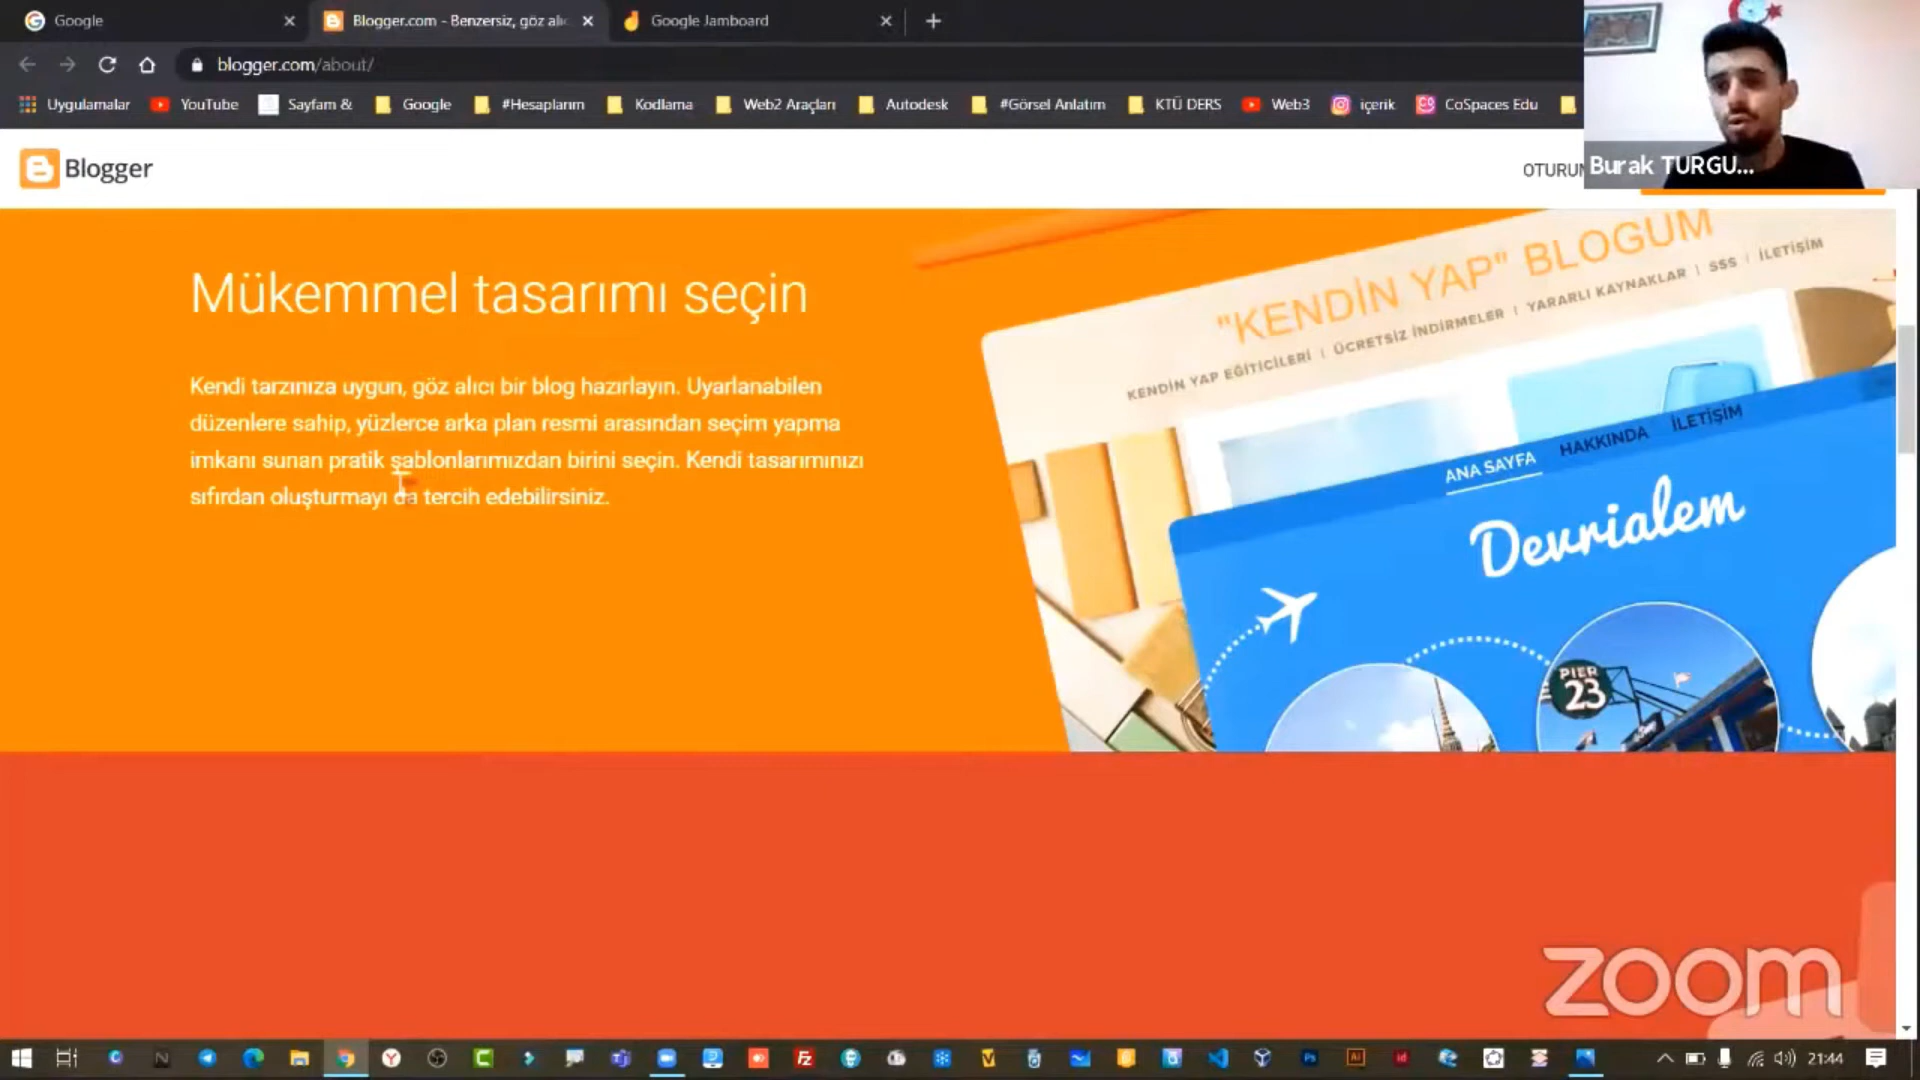 Google
Blogger.com - Benzersiz, göz alıc
Google Jamboard
blogger.com/about/
Uygulamalar
YouTube
Sayfam &
Google
#Hesaplarım
Kodlama
Web2 Araçları
Autodesk
#Görsel Anlatım
KTÜ DERS
Web3
içerik
CoSpaces Edu
Blogger
OTURUM
Burak TURGU...
Mükemmel tasarımı seçin
Kendi tarzınıza uygun, göz alıcı bir blog hazırlayın. Uyarlanabilen
düzenlere sahip, yüzlerce arka plan resmi arasından seçim yapma
imkanı sunan pratik şablonlarımızdan birini seçin. Kendi tasarımınızı
sıfırdan oluşturmayı da tercih edebilirsiniz.
"KENDİN YAP" BLOGUM
KENDİN YAP EĞİTİCİLERİ | ÜCRETSİZ İNDİRMELER | YARARLI KAYNAKLAR | SSS | İLETİŞİM
ANA SAYFA HAKKINDA İLETİŞİM
Devrialem
PIER
23
zoom
21:44